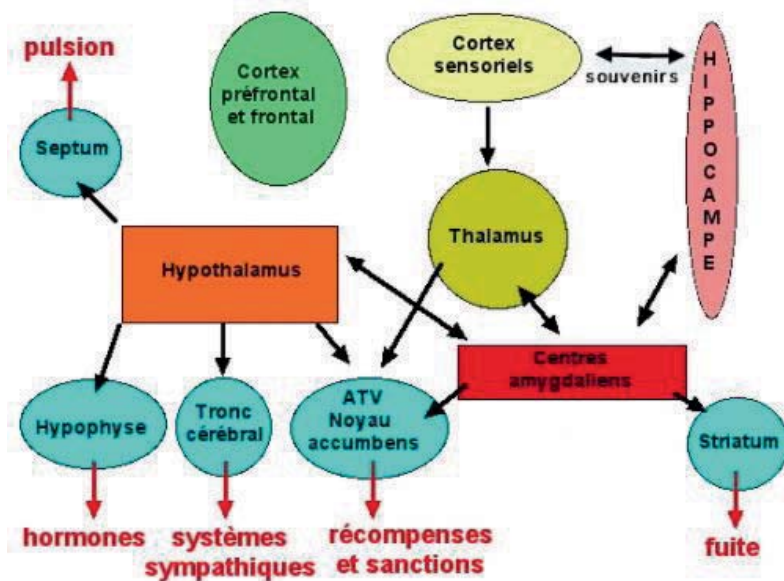 pulsion
Cortex
préfrontal
et frontal
Cortex
sensoriels
souvenirs
HIPPOCAMPE
Septum
Thalamus
Hypothalamus
Centres
amygdaliens
Hypophyse
Tronc
cérébral
ATV
Noyau
accumbens
Striatum
hormones
systèmes
sympathiques
récompenses
et sanctions
fuite